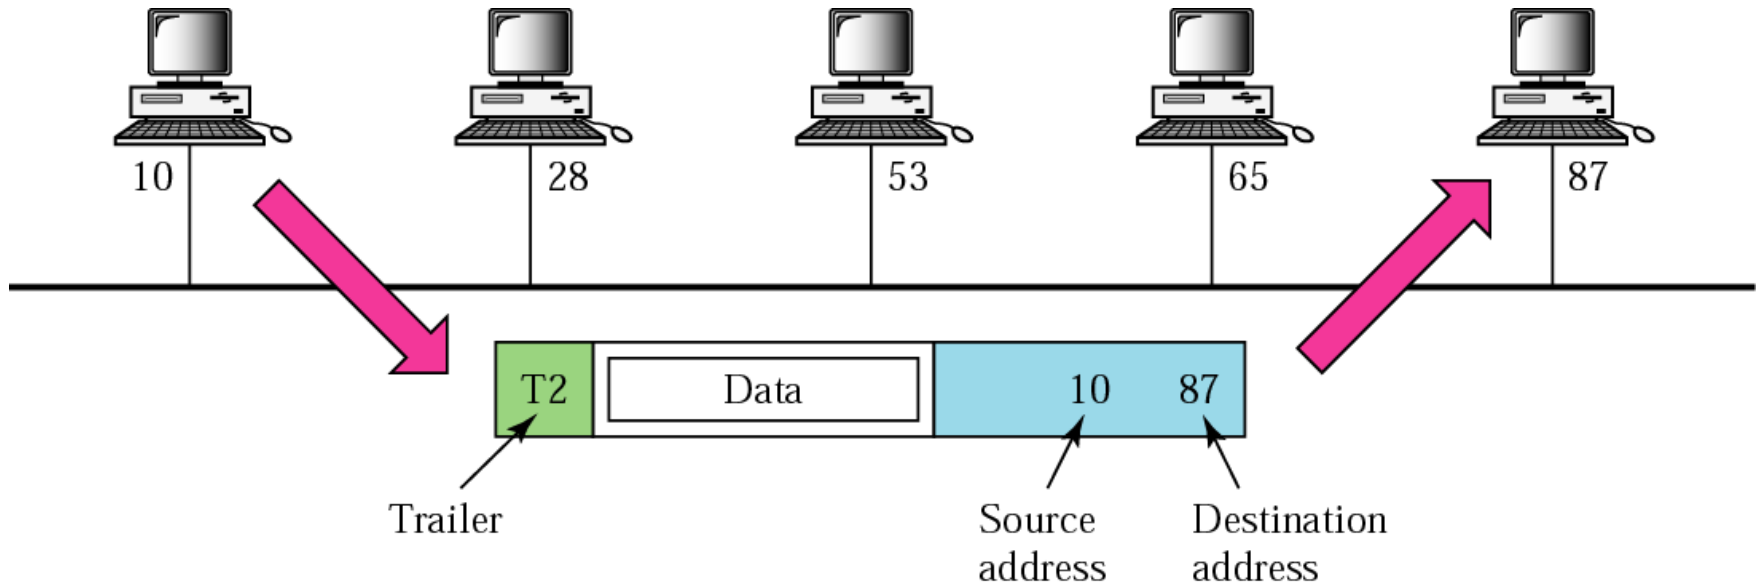 10
28
53
65
87
T2
Data
10
87
Trailer
Source
address
Destination
address